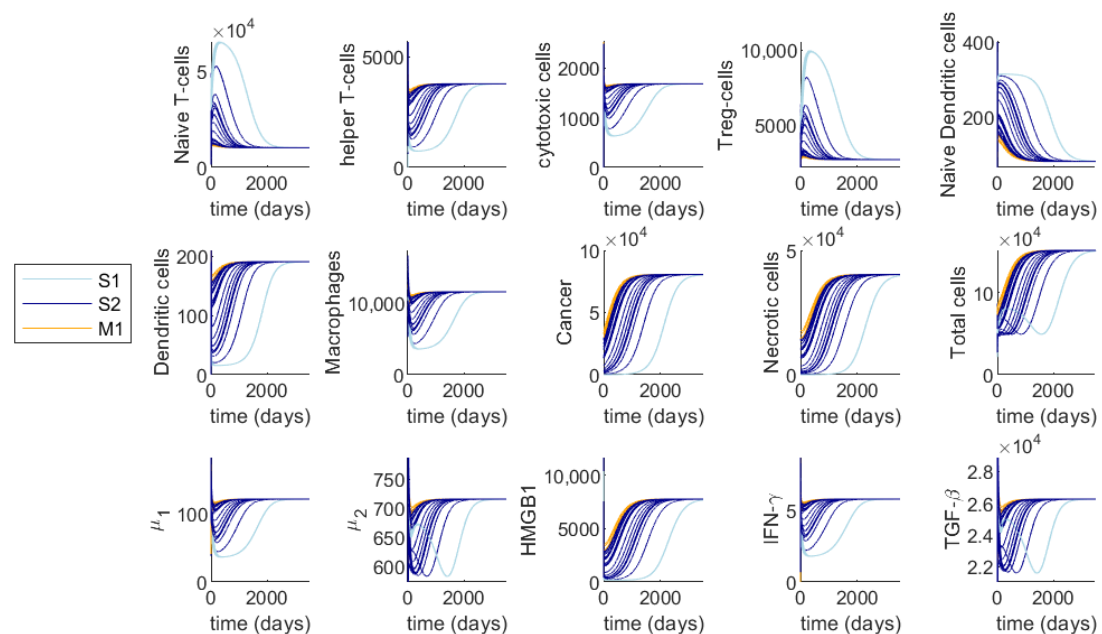 S1
S2
M1
×10^4
Naive T-cells
5
0
0 2000
time (days)
helper T-cells
5000
0
0 2000
time (days)
cytotoxic cells
2000
1000
0
0 2000
time (days)
Treg-cells
10,000
5000
0 2000
time (days)
Naive Dendritic cells
400
200
0 2000
time (days)
Dendritic cells
200
100
0
0 2000
time (days)
Macrophages
10,000
0
0 2000
time (days)
×10^4
Cancer
10
5
0
0 2000
time (days)
×10^4
Necrotic cells
5
0
0 2000
time (days)
×10^4
Total cells
10
0
0 2000
time (days)
μ_1
100
0
0 2000
time (days)
μ_2
750
700
650
600
0 2000
time (days)
HMGB1
10,000
5000
0
0 2000
time (days)
IFN-γ
5
0
0 2000
time (days)
×10^4
TGF-β
2.8
2.6
2.4
2.2
0 2000
time (days)